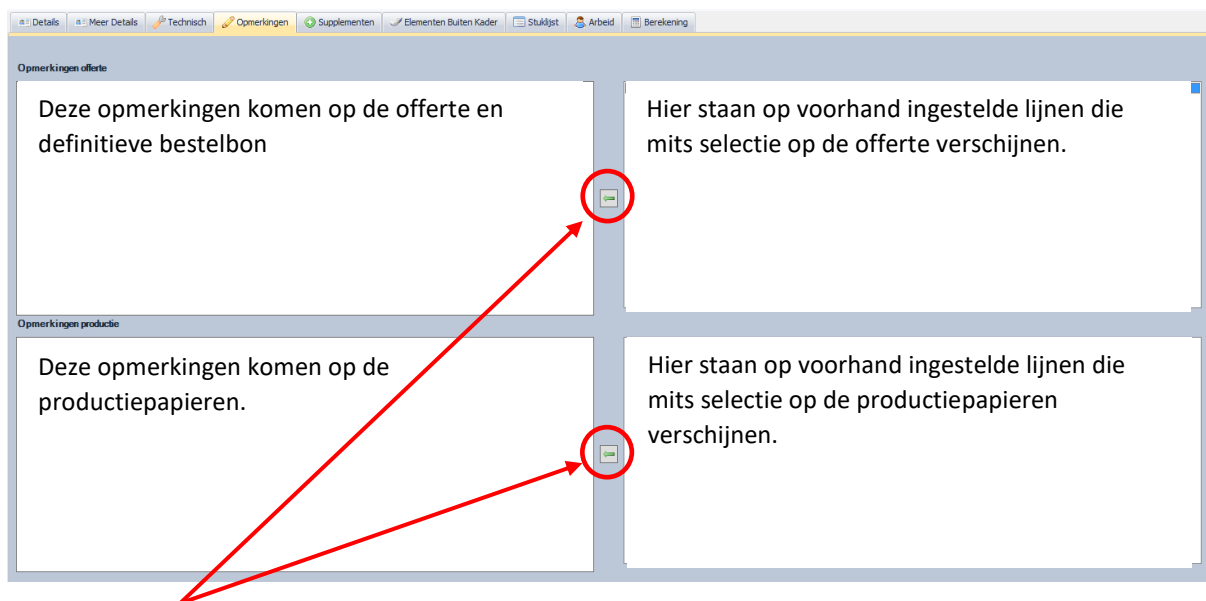 Details Meer Details Technisch Opmerkingen Supplementen Elementen Buiten Kader Stuklijst Arbeid Berekening
Opmerkingen offerte
Deze opmerkingen komen op de offerte en
definitieve bestelbon
Hier staan op voorhand ingestelde lijnen die
mits selectie op de offerte verschijnen.
Opmerkingen productie
Deze opmerkingen komen op de
productiepapieren.
Hier staan op voorhand ingestelde lijnen die
mits selectie op de productiepapieren
verschijnen.